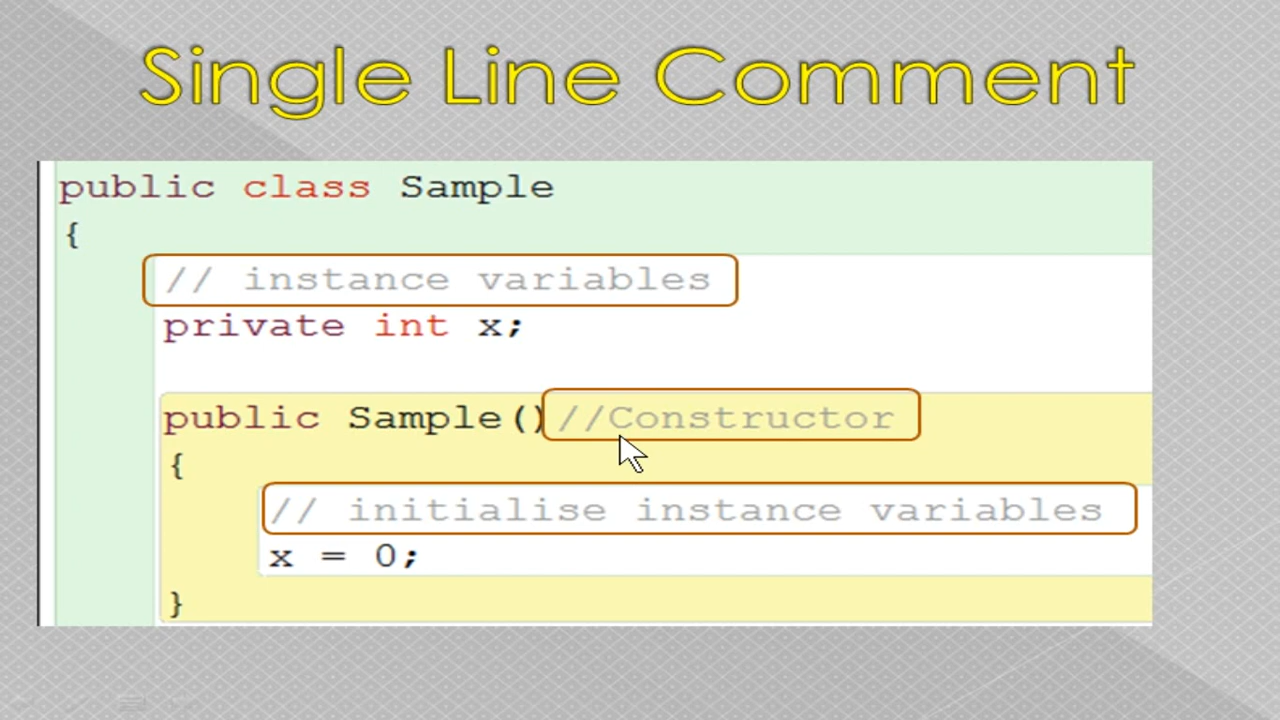 Single Line Comment
public class Sample
{
// instance variables
private int x;
public Sample() //Constructor
{
// initialise instance variables
x = 0;
}